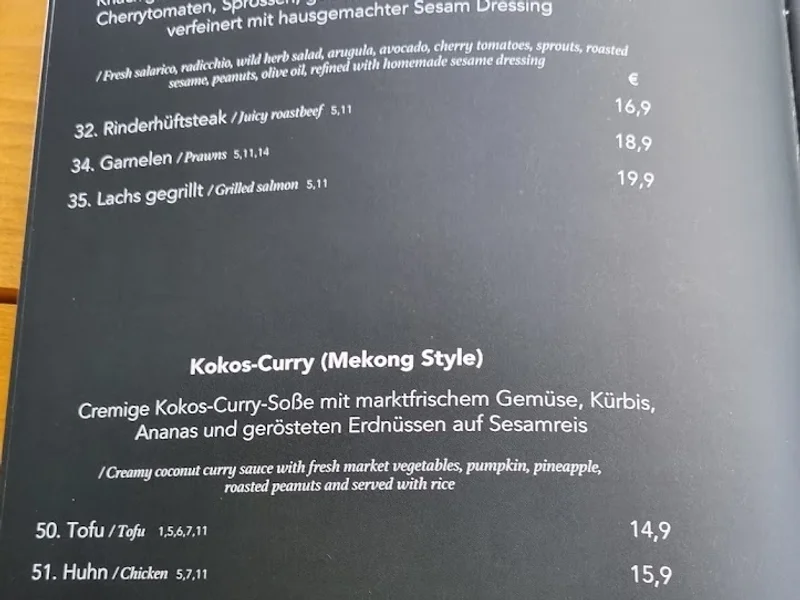 Cherrytomaten, Sprossen,
verfeinert mit hausgemachter Sesam Dressing
/ Fresh salarico, radicchio, wild herb salad, arugula, avocado, cherry tomatoes, sprouts, roasted
sesame, peanuts, olive oil, refined with homemade sesame dressing
€
32. Rinderhüftsteak / Juicy roastbeef 5,11 16,9
34. Garnelen / Prawns 5,11,14 18,9
35. Lachs gegrillt / Grilled salmon 5,11 19,9
Kokos-Curry (Mekong Style)
Cremige Kokos-Curry-Soße mit marktfrischem Gemüse, Kürbis,
Ananas und gerösteten Erdnüssen auf Sesamreis
/ Creamy coconut curry sauce with fresh market vegetables, pumpkin, pineapple,
roasted peanuts and served with rice
50. Tofu / Tofu 1,5,6,7,11 14,9
51. Huhn / Chicken 5,7,11 15,9